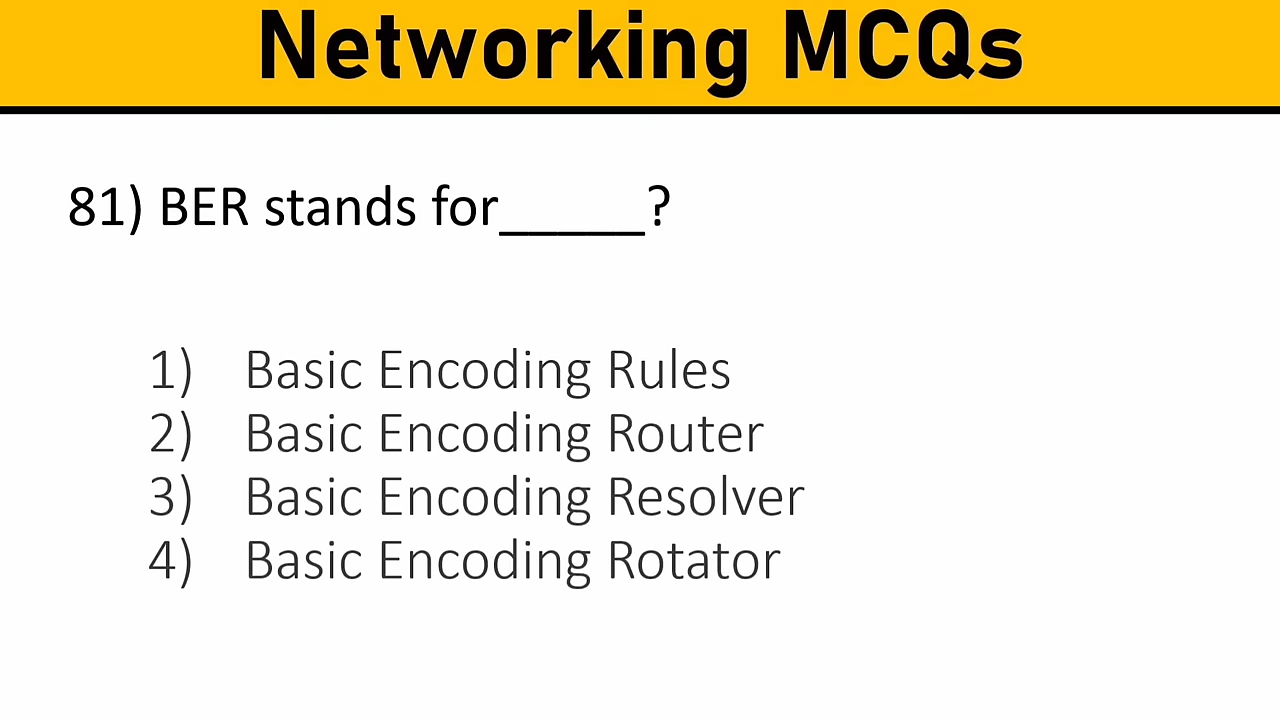 Networking MCQs
81) BER stands for_____?
1) Basic Encoding Rules
2) Basic Encoding Router
3) Basic Encoding Resolver
4) Basic Encoding Rotator